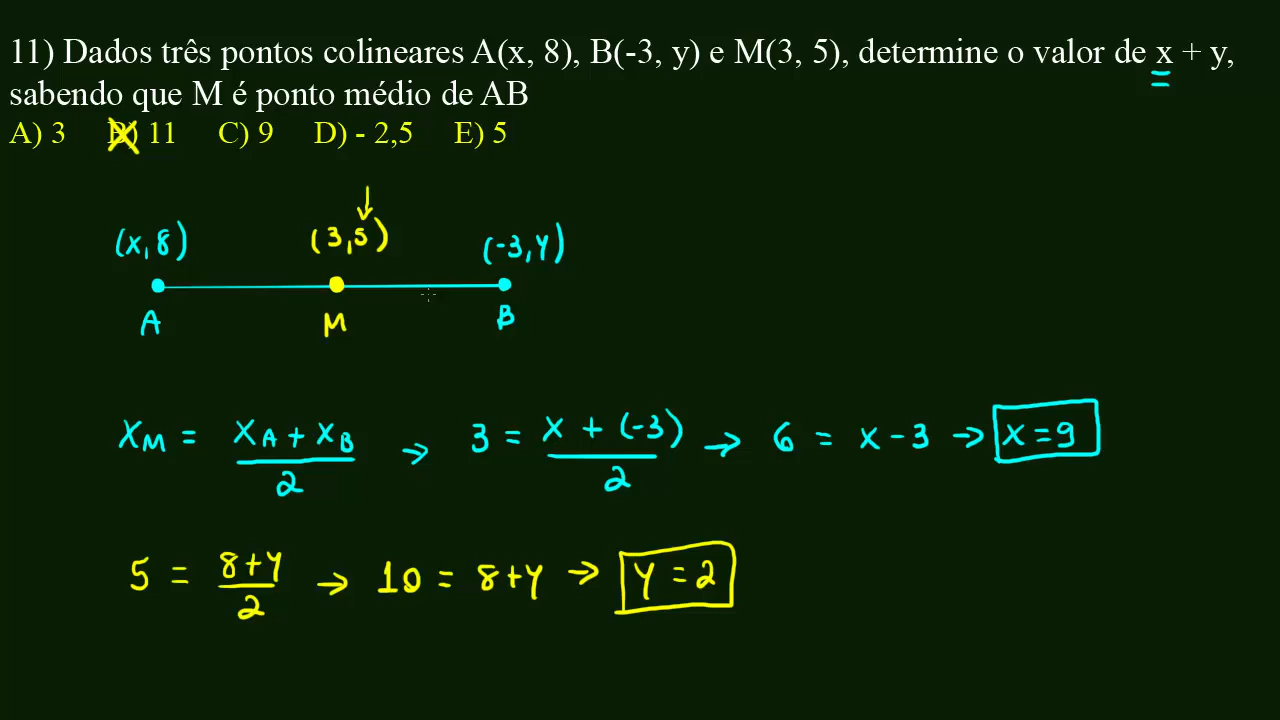 11) Dados três pontos colineares A(x, 8), B(-3, y) e M(3, 5), determine o valor de x + y,
sabendo que M é ponto médio de AB
A) 3 B) 11 C) 9 D) - 2,5 E) 5
(x, 8) (3, 5) (-3, y)
A M B
xM = xA + xB / 2 → 3 = x + (-3) / 2 → 6 = x - 3 → x = 9
5 = 8 + y / 2 → 10 = 8 + y → y = 2